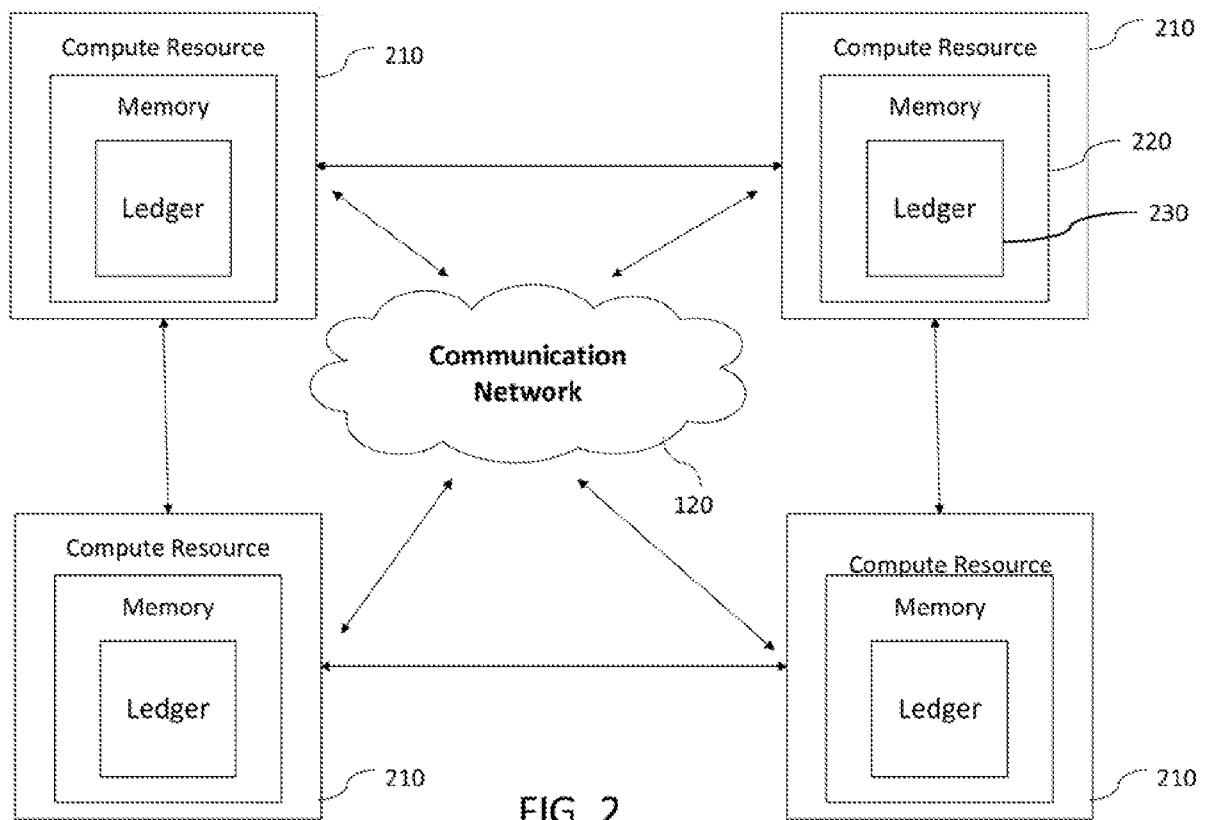 Compute Resource
210
Memory
Ledger
Compute Resource
210
Memory
220
Ledger
230
Communication
Network
120
Compute Resource
Memory
Ledger
210
Compute Resource
Memory
Ledger
210
FIG. 2